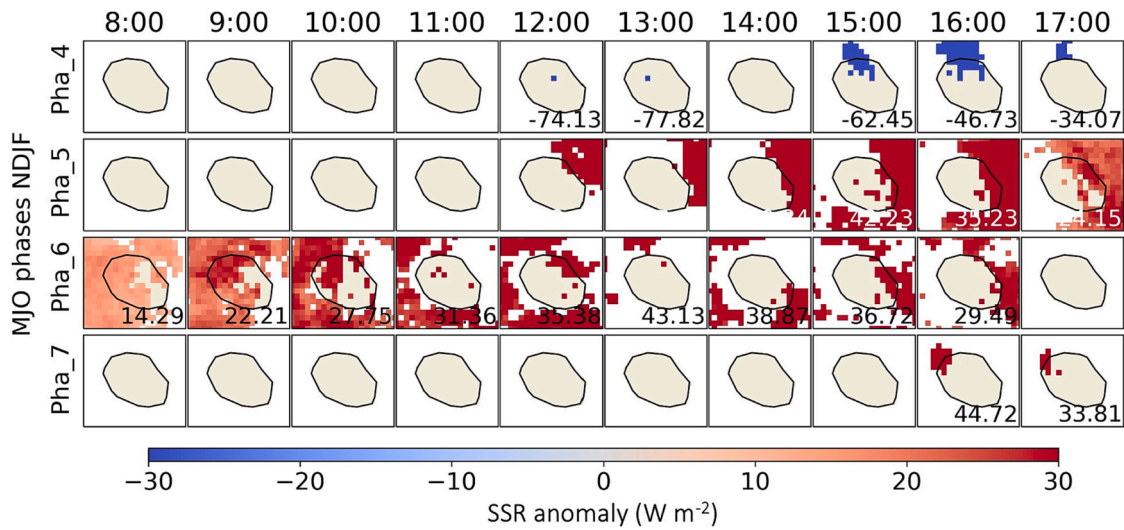 8:00 9:00 10:00 11:00 12:00 13:00 14:00 15:00 16:00 17:00
MJO phases NDJF
Pha_4
-74.13 -77.82 -62.45 -46.73 -34.07
Pha_5
42.23 35.23 24.15
Pha_6
14.29 22.21 27.75 31.36 35.38 43.13 38.87 36.72 29.49
Pha_7
44.72 33.81
−30 −20 −10 0 10 20 30
SSR anomaly (W m⁻²)